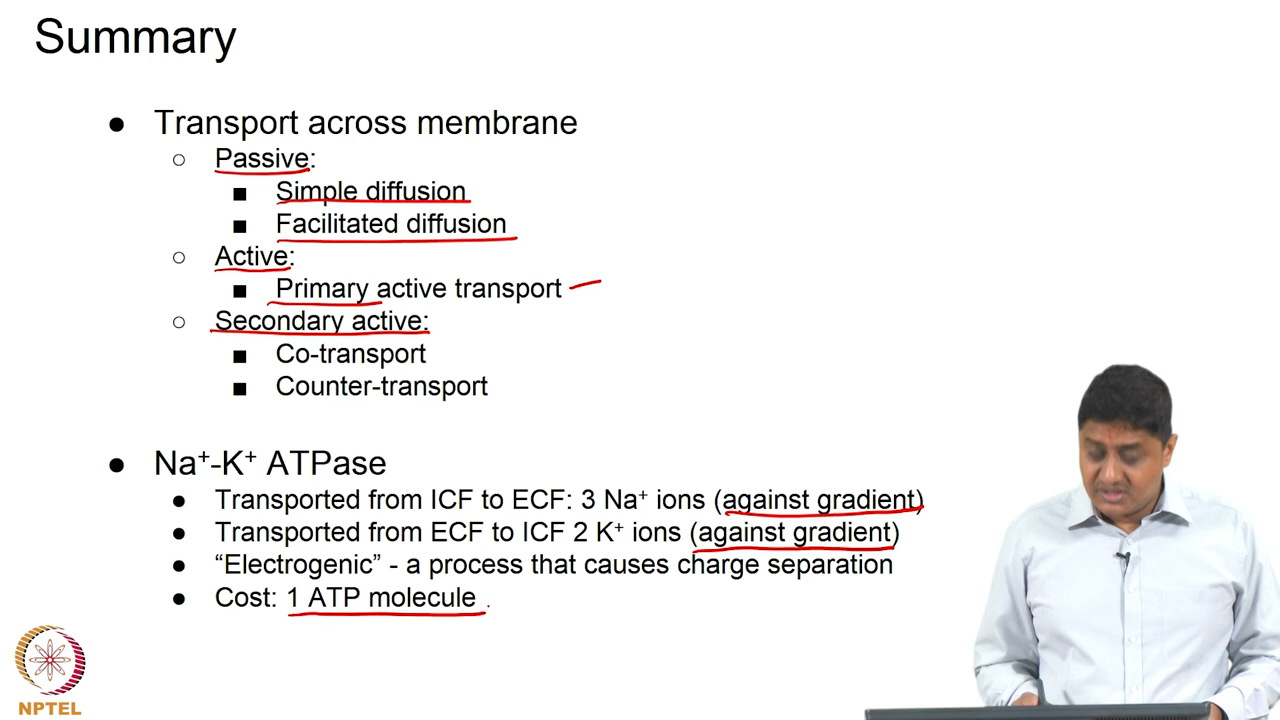 Summary
● Transport across membrane
○ Passive:
■ Simple diffusion
■ Facilitated diffusion
○ Active:
■ Primary active transport
○ Secondary active:
■ Co-transport
■ Counter-transport
● Na⁺-K⁺ ATPase
● Transported from ICF to ECF: 3 Na⁺ ions (against gradient)
● Transported from ECF to ICF 2 K⁺ ions (against gradient)
● “Electrogenic” - a process that causes charge separation
● Cost: 1 ATP molecule
NPTEL